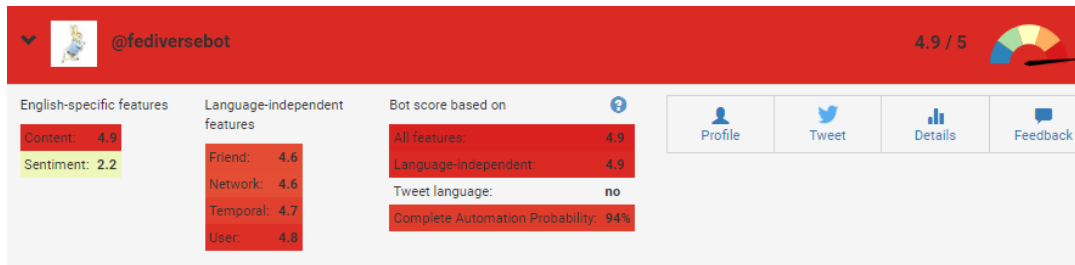 @fediversebot
4.9 / 5
English-specific features
Content: 4.9
Sentiment: 2.2
Language-independent
features
Friend: 4.6
Network: 4.6
Temporal: 4.7
User: 4.8
Bot score based on
?
All features: 4.9
Language-independent: 4.9
Tweet language: no
Complete Automation Probability: 94%
Profile
Tweet
Details
Feedback